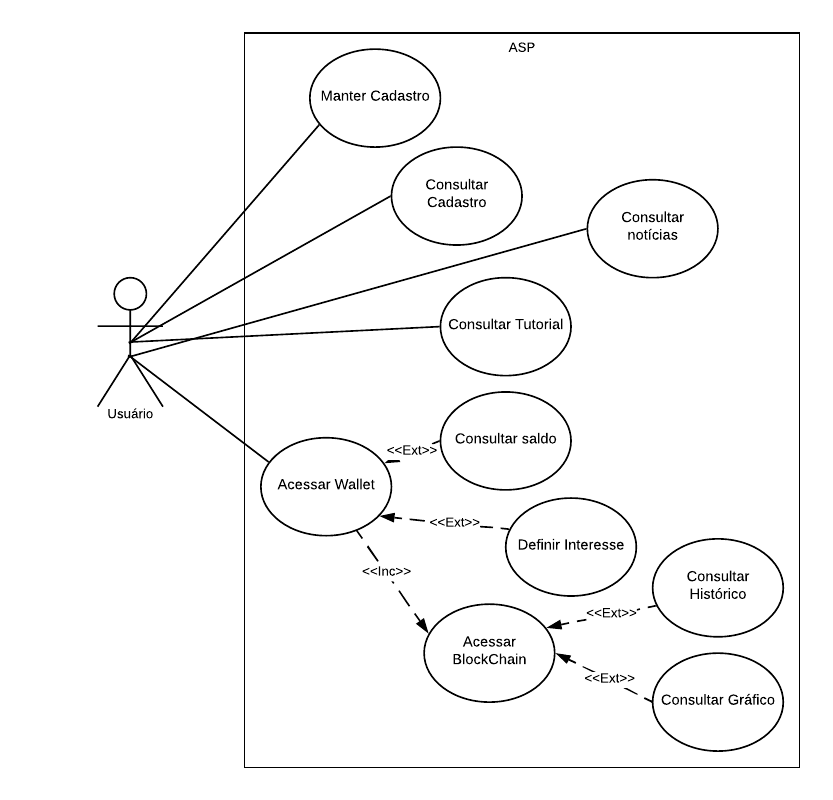 ASP
Manter Cadastro
Consultar
Cadastro
Consultar
notícias
Consultar Tutorial
Usuário
Consultar saldo
<<Ext>>
Acessar Wallet
<<Ext>>
Definir Interesse
<<Inc>>
Consultar
Histórico
<<Ext>>
Acessar
BlockChain
<<Ext>>
Consultar Gráfico